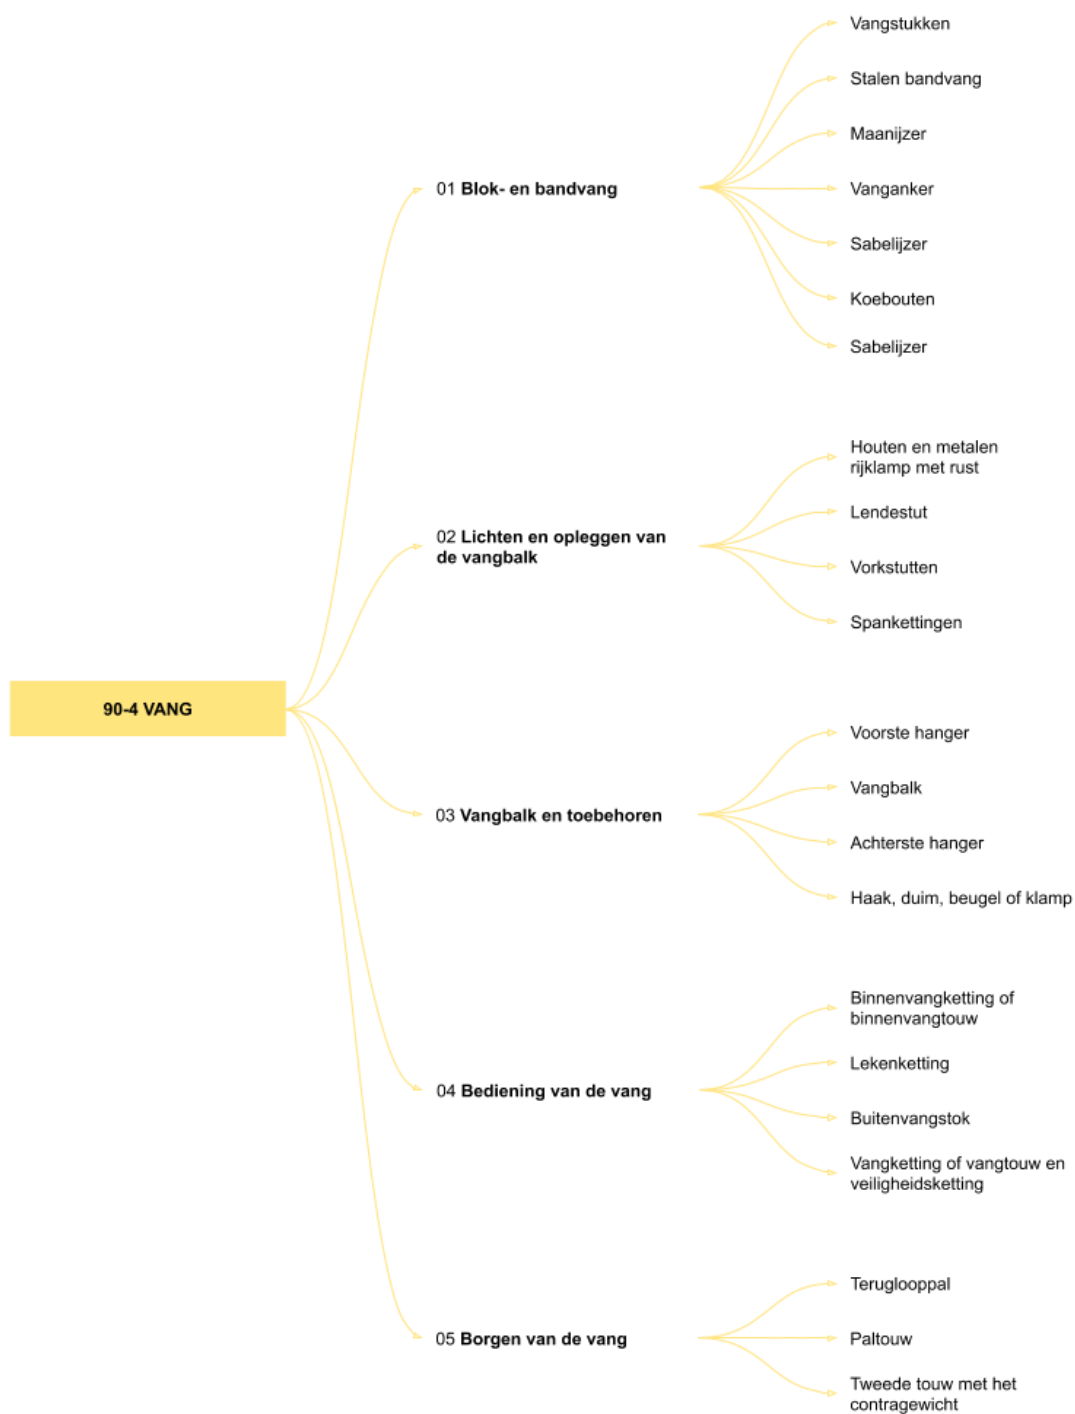 90-4 VANG
01 Blok- en bandvang
Vangstukken
Stalen bandvang
Maanijzer
Vanganker
Sabelijzer
Koebouten
Sabelijzer
02 Lichten en opleggen van
de vangbalk
Houten en metalen
rijklamp met rust
Lendestut
Vorkstutten
Spankettingen
03 Vangbalk en toebehoren
Voorste hanger
Vangbalk
Achterste hanger
Haak, duim, beugel of klamp
04 Bediening van de vang
Binnenvangketting of
binnenvangtouw
Lekenketting
Buitenvangstok
Vangketting of vangtouw en
veiligheidsketting
05 Borgen van de vang
Teruglooppal
Paltouw
Tweede touw met het
contragewicht